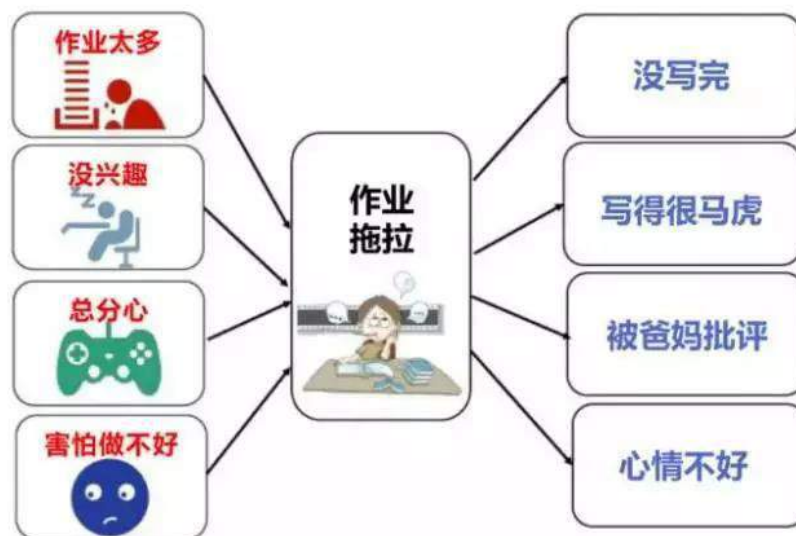 作业太多
没兴趣
总分心
害怕做不好
作业
拖拉
没写完
写得很马虎
被爸妈批评
心情不好